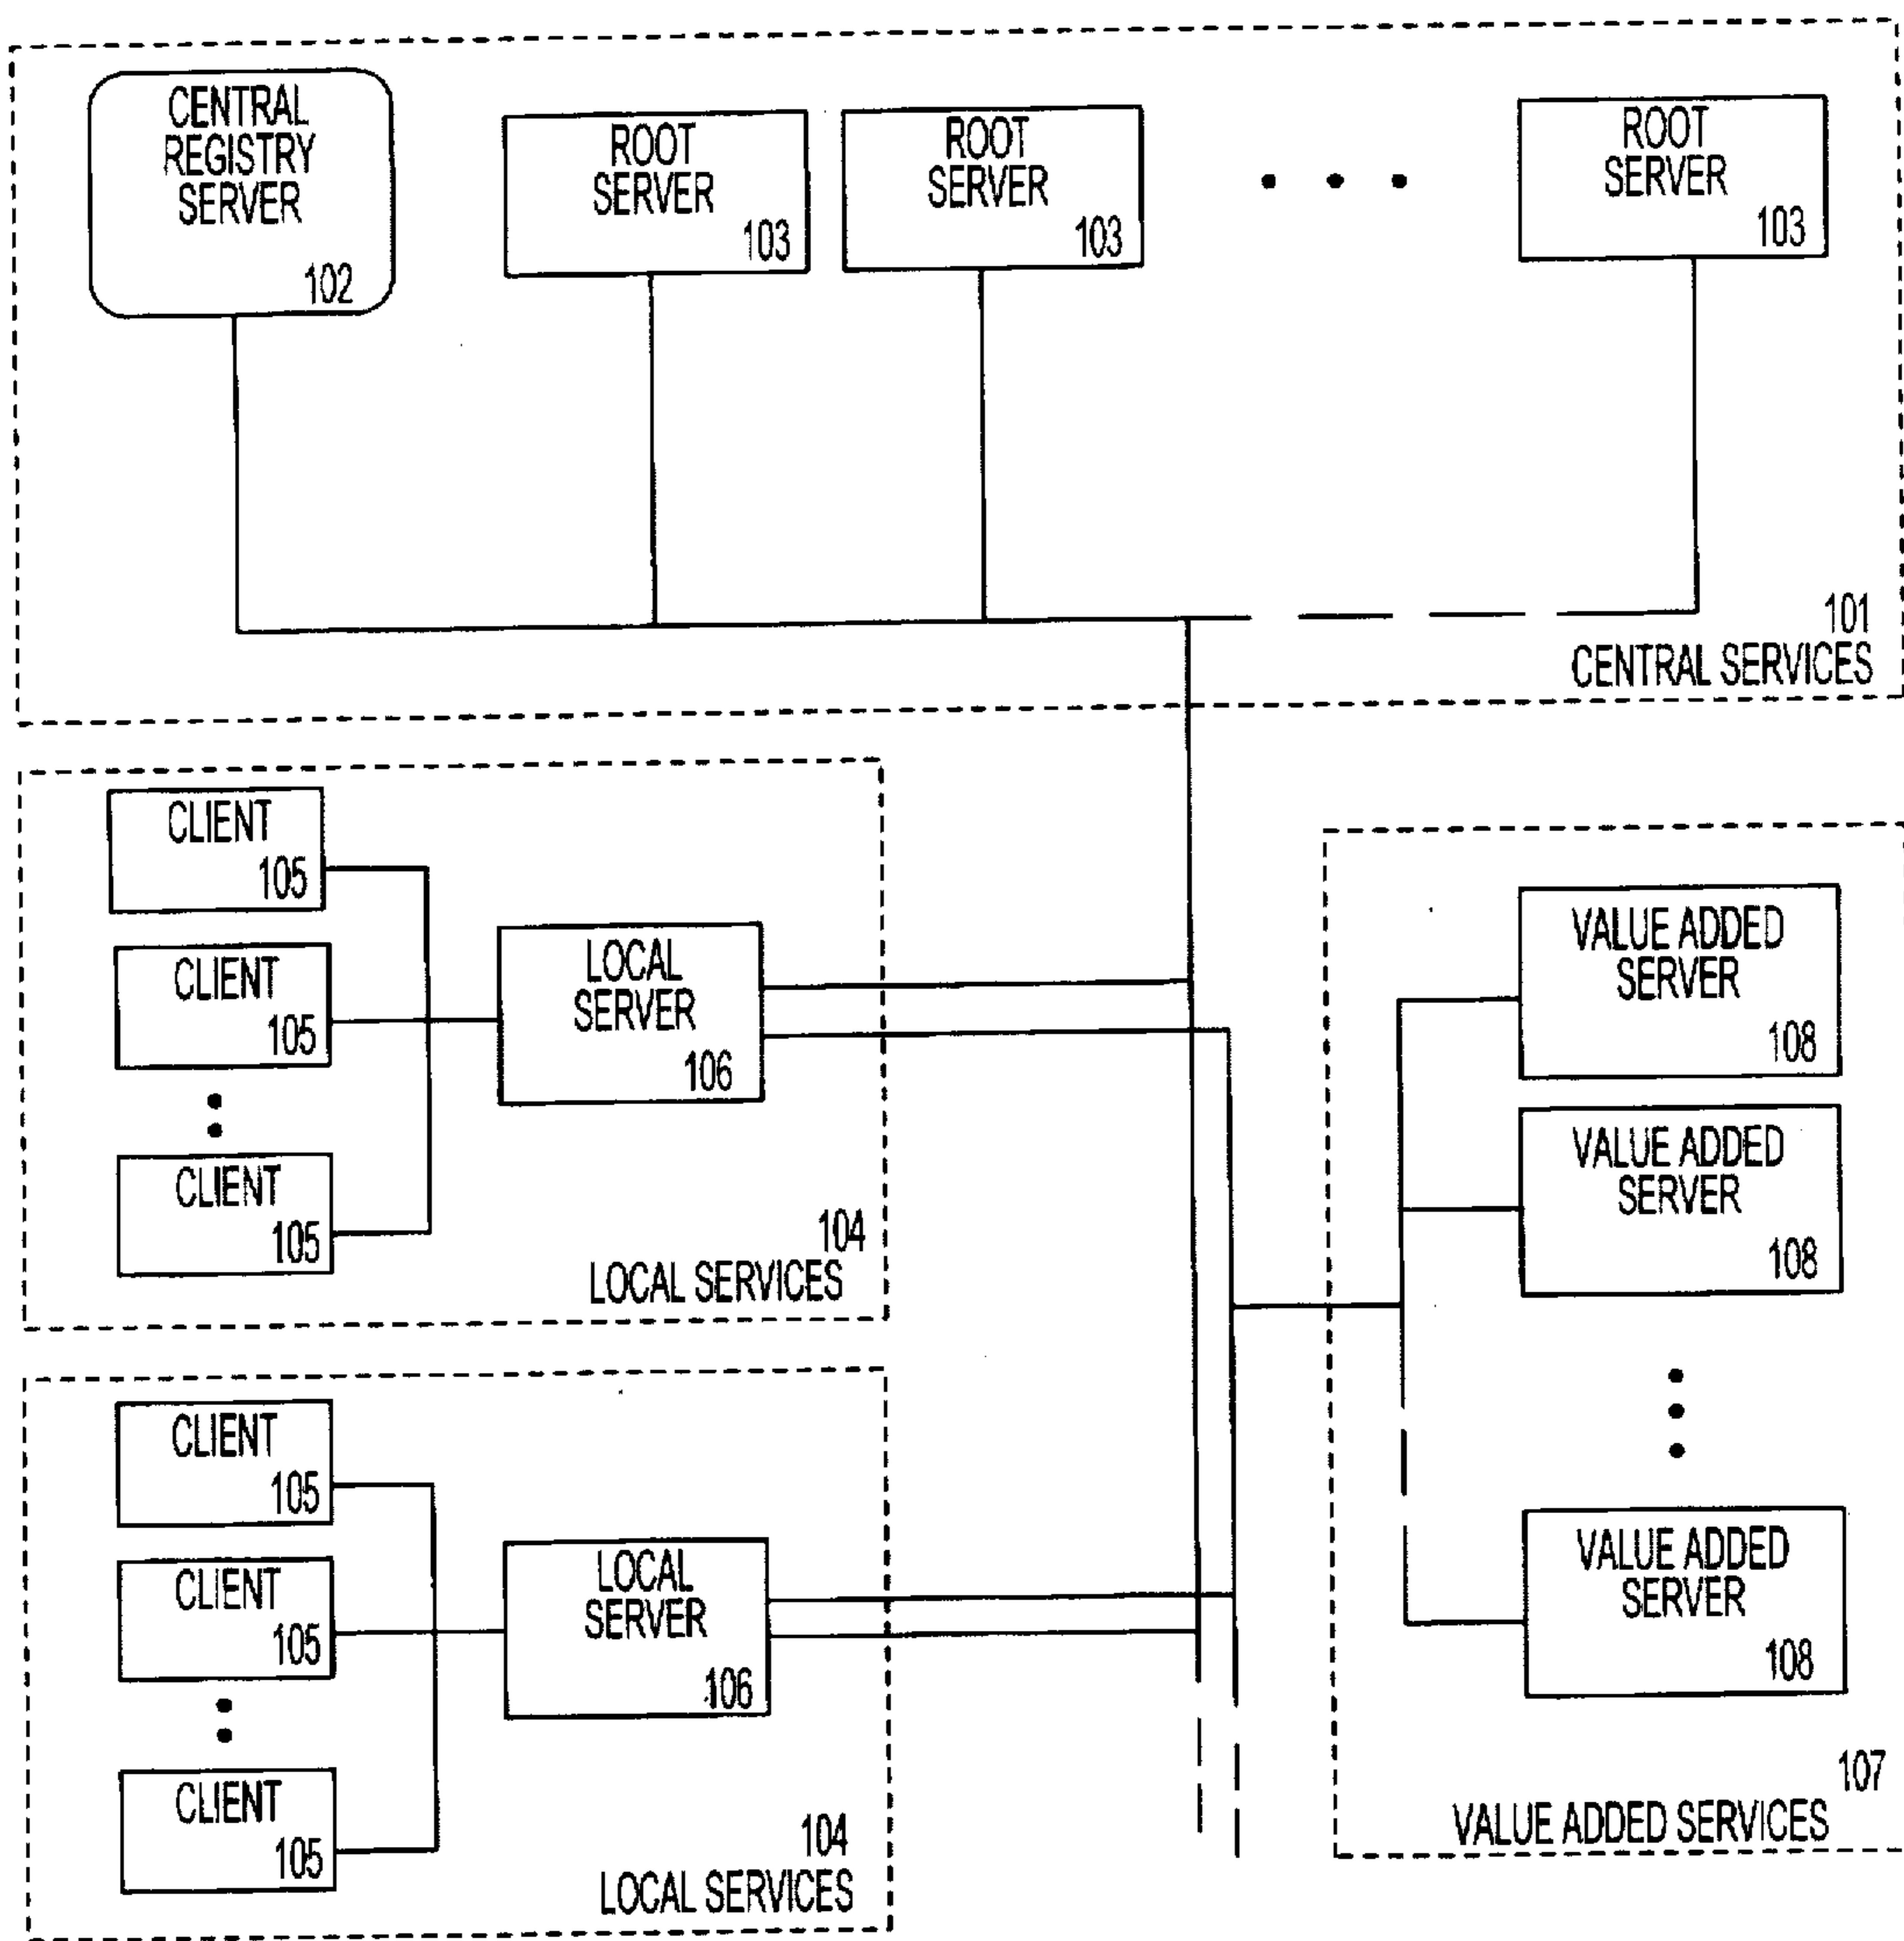 CENTRAL
REGISTRY
SERVER
102
ROOT
SERVER
103
ROOT
SERVER
103
ROOT
SERVER
103
101
CENTRAL SERVICES
CLIENT
105
CLIENT
105
CLIENT
105
LOCAL
SERVER
106
104
LOCAL SERVICES
CLIENT
105
CLIENT
105
CLIENT
105
LOCAL
SERVER
106
104
LOCAL SERVICES
VALUE ADDED
SERVER
108
VALUE ADDED
SERVER
108
VALUE ADDED
SERVER
108
107
VALUE ADDED SERVICES